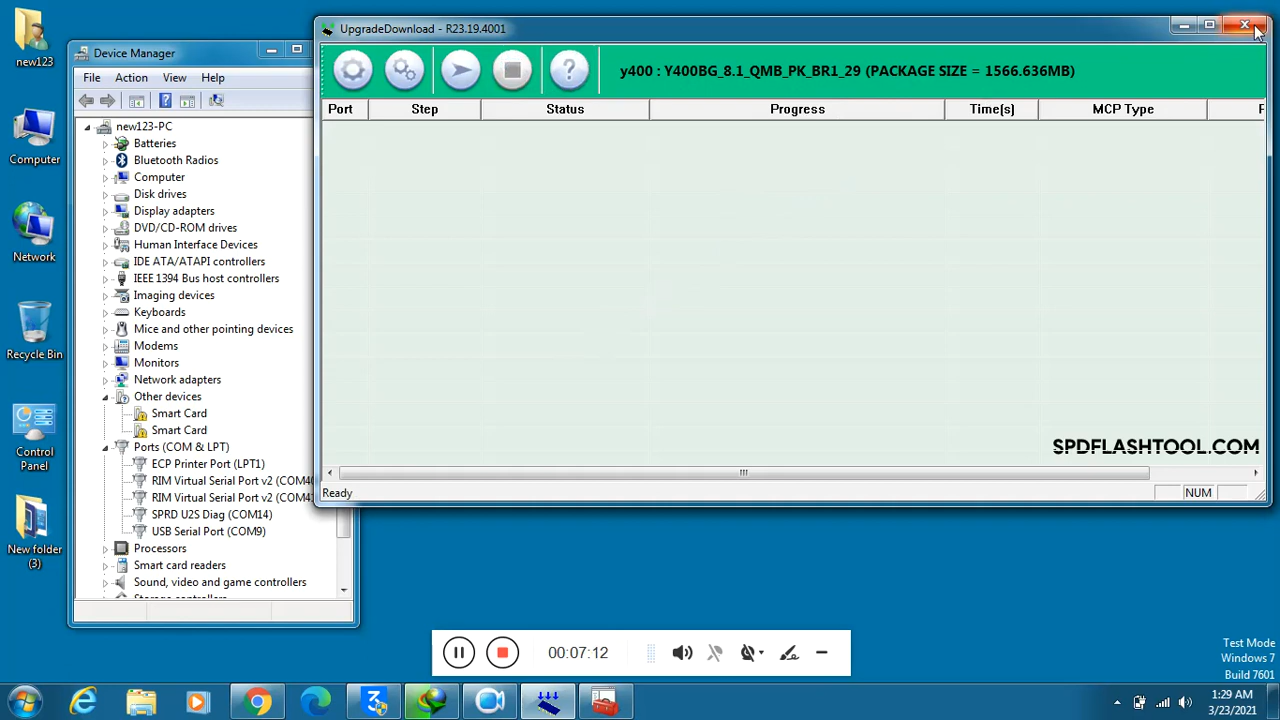 new123
Computer
Network
Recycle Bin
Control
Panel
New folder
(3)
Device Manager
File Action View Help
new123-PC
Batteries
Bluetooth Radios
Computer
Disk drives
Display adapters
DVD/CD-ROM drives
Human Interface Devices
IDE ATA/ATAPI controllers
IEEE 1394 Bus host controllers
Imaging devices
Keyboards
Mice and other pointing devices
Modems
Monitors
Network adapters
Other devices
Smart Card
Smart Card
Ports (COM & LPT)
ECP Printer Port (LPT1)
RIM Virtual Serial Port v2
RIM Virtual Serial Port v2
SPRD U2S Diag (COM14)
USB Serial Port (COM9)
Processors
Smart card readers
Sound, video and game controllers
UpgradeDownload - R23.19.4001
y400 : Y400BG_8.1_QMB_PK_BR1_29 (PACKAGE SIZE = 1566.636MB)
Port Step Status Progress Time(s) MCP Type
SPDFLASHTOOL.COM
Ready
NUM
00:07:12
Test Mode
Windows 7
Build 7601
1:29 AM
3/23/2021